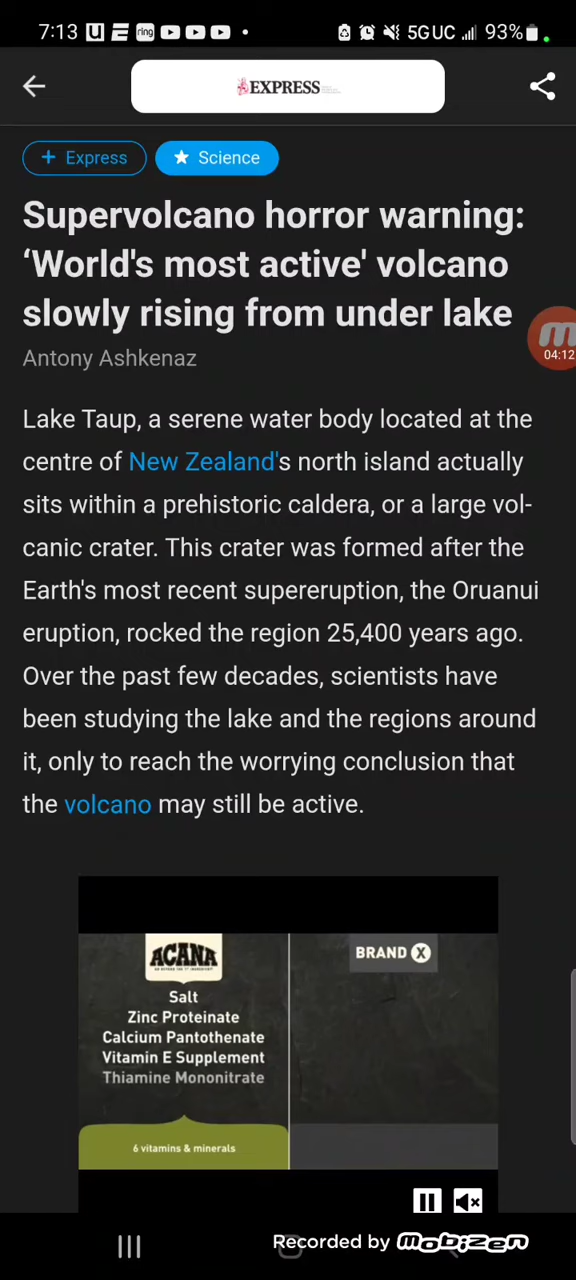 7:13 ring 5GUC 93%
EXPRESS
+ Express Science
Supervolcano horror warning:
‘World's most active' volcano
slowly rising from under lake
Antony Ashkenaz
04:12
Lake Taup, a serene water body located at the
centre of New Zealand's north island actually
sits within a prehistoric caldera, or a large vol-
canic crater. This crater was formed after the
Earth's most recent supereruption, the Oruanui
eruption, rocked the region 25,400 years ago.
Over the past few decades, scientists have
been studying the lake and the regions around
it, only to reach the worrying conclusion that
the volcano may still be active.
ACANA
BRAND X
Salt
Zinc Proteinate
Calcium Pantothenate
Vitamin E Supplement
Thiamine Mononitrate
6 vitamins & minerals
Recorded by mobizen